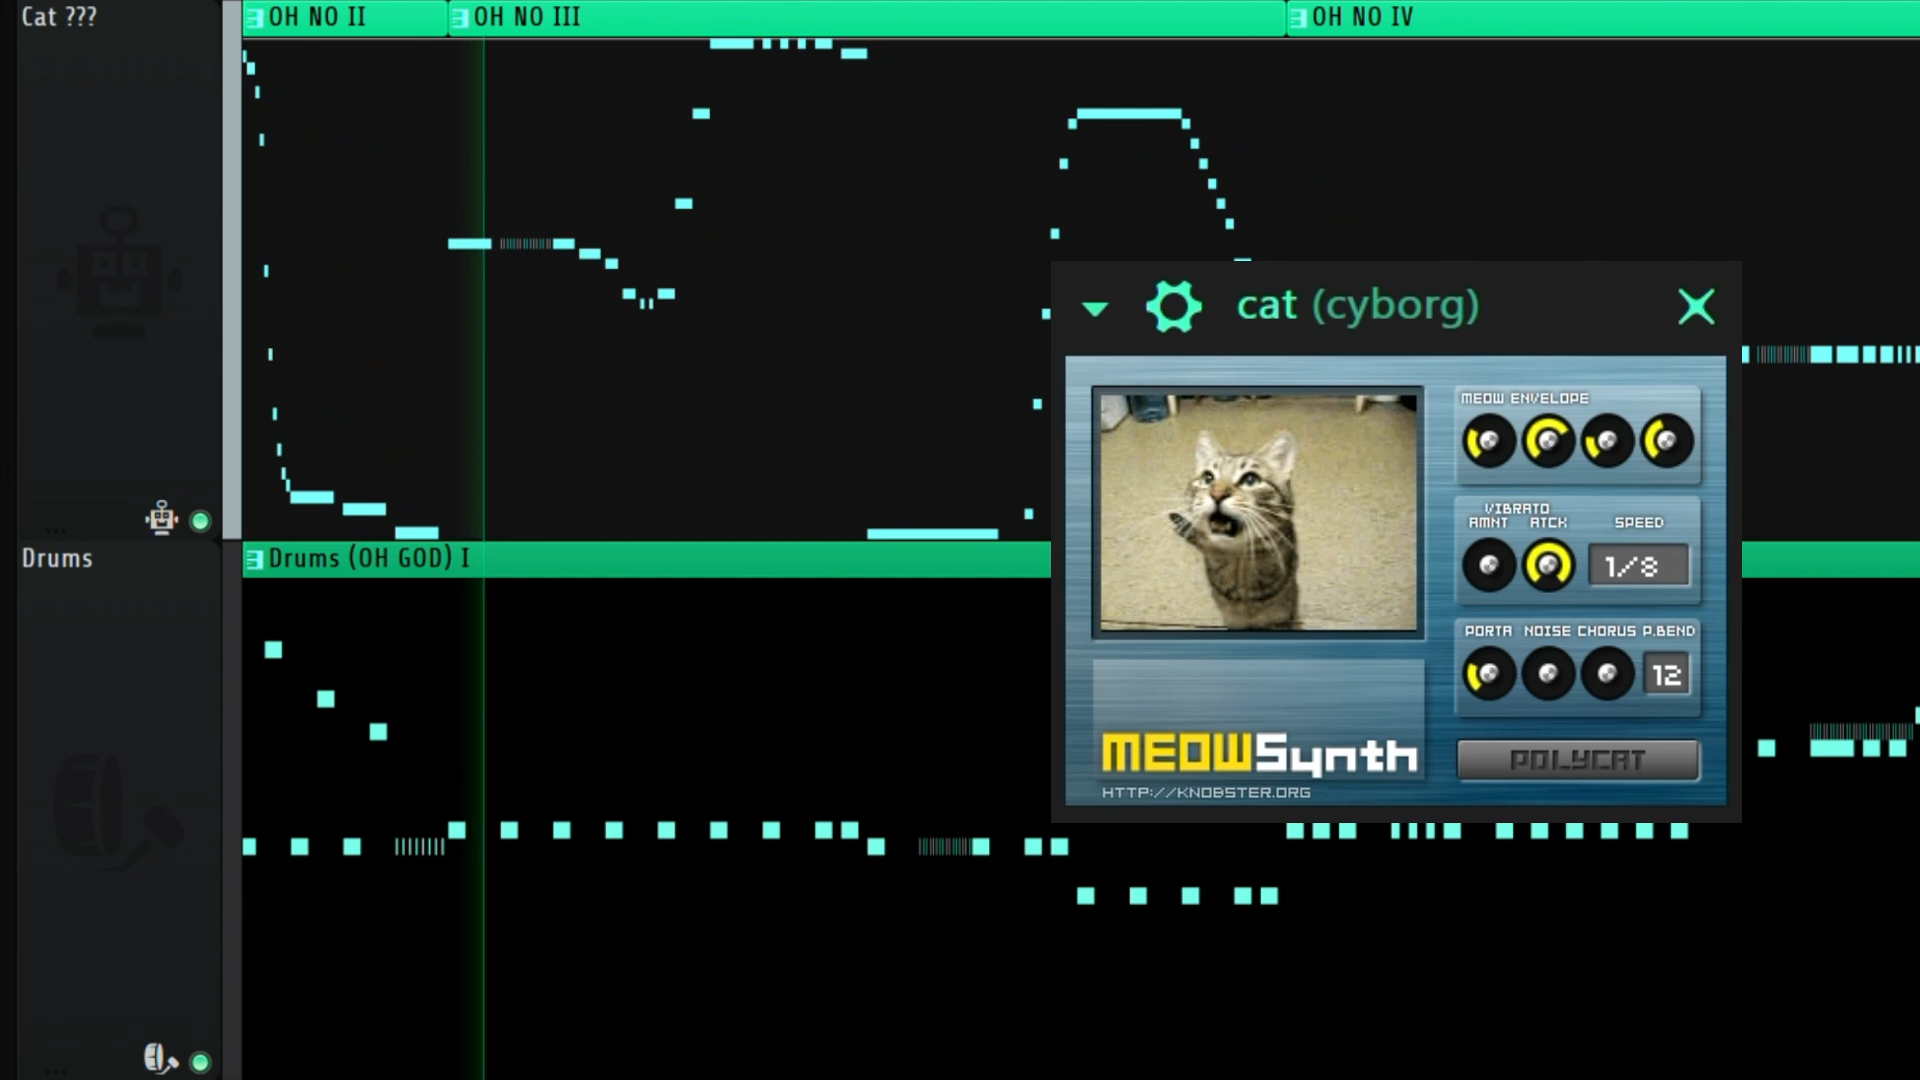 Cat ???
OH NO II
OH NO III
OH NO IV
cat (cyborg)
MEOW ENVELOPE
VIBRATO
AMNT ATCK SPEED
1/8
PORTA NOISE CHORUS P.BEND
12
MEOWSynth
HTTP://KNOBSTER.ORG
POLYCAT
...
Drums
Drums (OH GOD) I
...